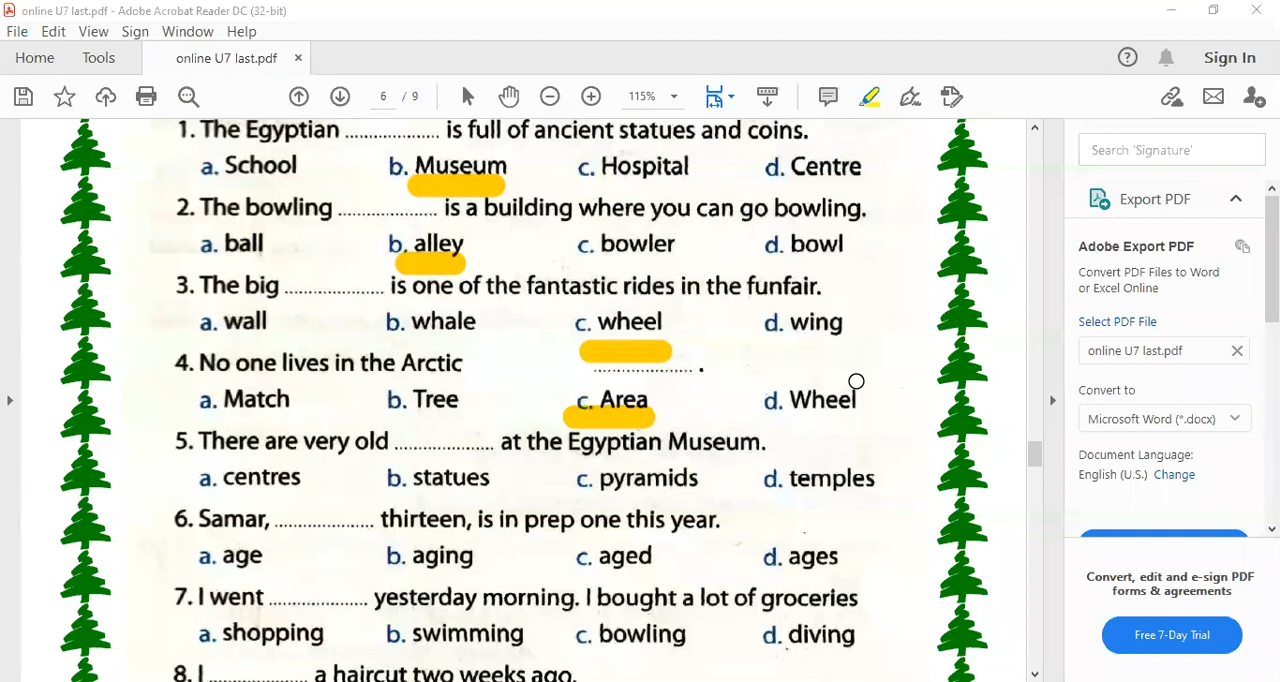 online U7 last.pdf - Adobe Acrobat Reader DC (32-bit)
File Edit View Sign Window Help
Home Tools online U7 last.pdf × Sign In
6 / 9 115%
1. The Egyptian .................. is full of ancient statues and coins.
a. School b. Museum c. Hospital d. Centre
2. The bowling ................... is a building where you can go bowling.
a. ball b. alley c. bowler d. bowl
3. The big ................... is one of the fantastic rides in the funfair.
a. wall b. whale c. wheel d. wing
4. No one lives in the Arctic ................... .
a. Match b. Tree c. Area d. Wheel
5. There are very old ................... at the Egyptian Museum.
a. centres b. statues c. pyramids d. temples
6. Samar, ................... thirteen, is in prep one this year.
a. age b. aging c. aged d. ages
7. I went ................... yesterday morning. I bought a lot of groceries
a. shopping b. swimming c. bowling d. diving
8. I ................... a haircut two weeks ago.
Search 'Signature'
Export PDF
Adobe Export PDF
Convert PDF Files to Word
or Excel Online
Select PDF File
online U7 last.pdf
Convert to
Microsoft Word (*.docx)
Document Language:
English (U.S.) Change
Convert, edit and e-sign PDF
forms & agreements
Free 7-Day Trial